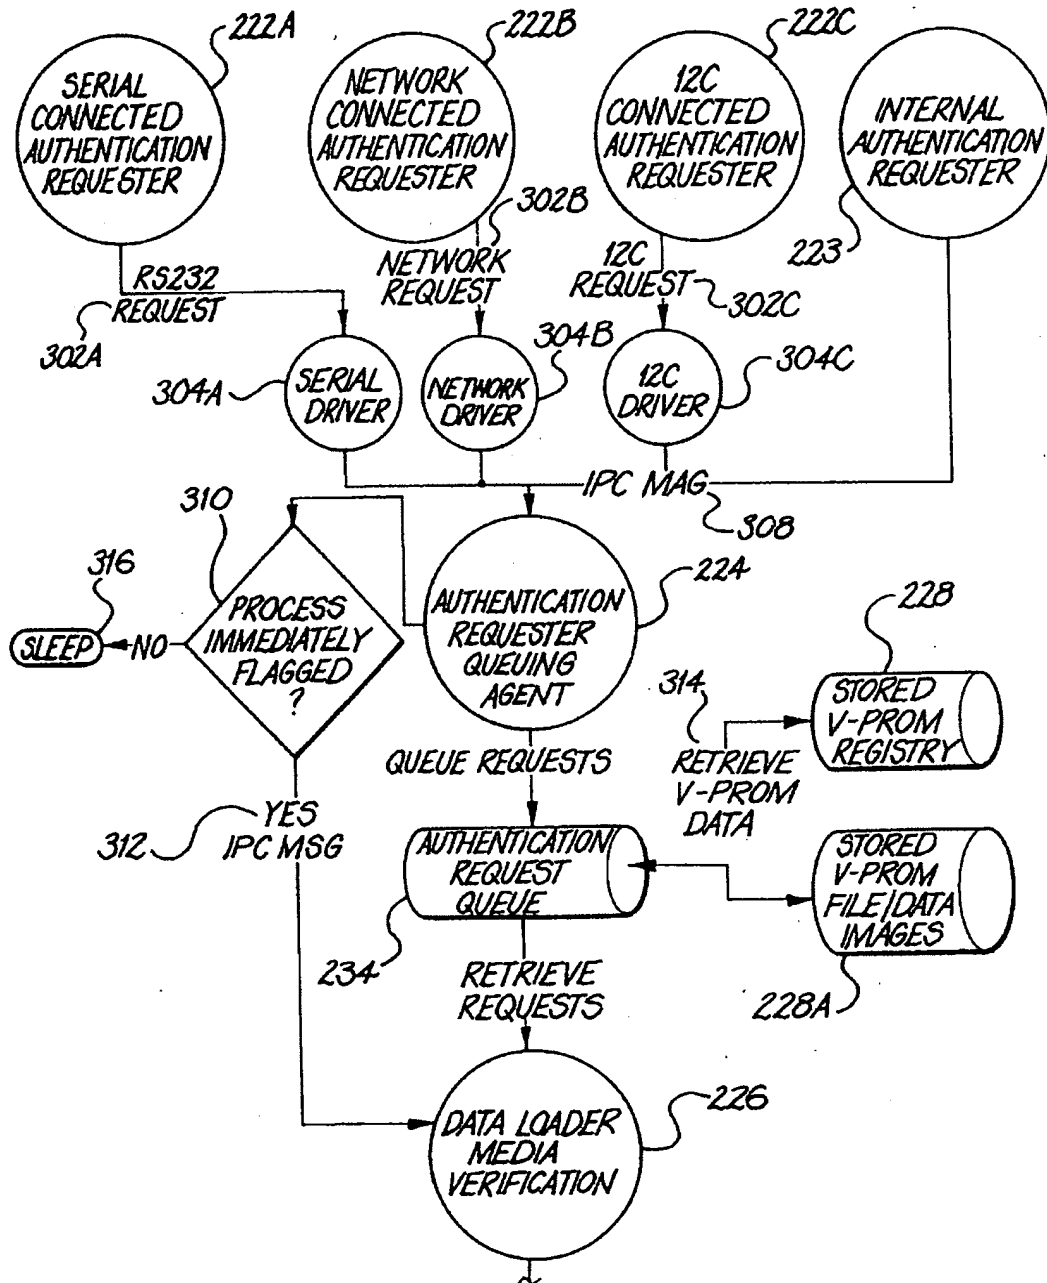 222A
222B
222C
SERIAL
CONNECTED
AUTHENTICATION
REQUESTER
NETWORK
CONNECTED
AUTHENTICATION
REQUESTER
12C
CONNECTED
AUTHENTICATION
REQUESTER
INTERNAL
AUTHENTICATION
REQUESTER
223
RS232
REQUEST
302A
302B
NETWORK
REQUEST
12C
REQUEST
302C
304A
SERIAL
DRIVER
304B
NETWORK
DRIVER
12C
DRIVER
304C
IPC MAG
308
310
316
SLEEP
NO
PROCESS
IMMEDIATELY
FLAGGED
?
AUTHENTICATION
REQUESTER
QUEUING
AGENT
224
228
STORED
V-PROM
REGISTRY
314
RETRIEVE
V-PROM
DATA
QUEUE REQUESTS
YES
IPC MSG
312
AUTHENTICATION
REQUEST
QUEUE
234
STORED
V-PROM
FILE/DATA
IMAGES
228A
RETRIEVE
REQUESTS
DATA LOADER
MEDIA
VERIFICATION
226